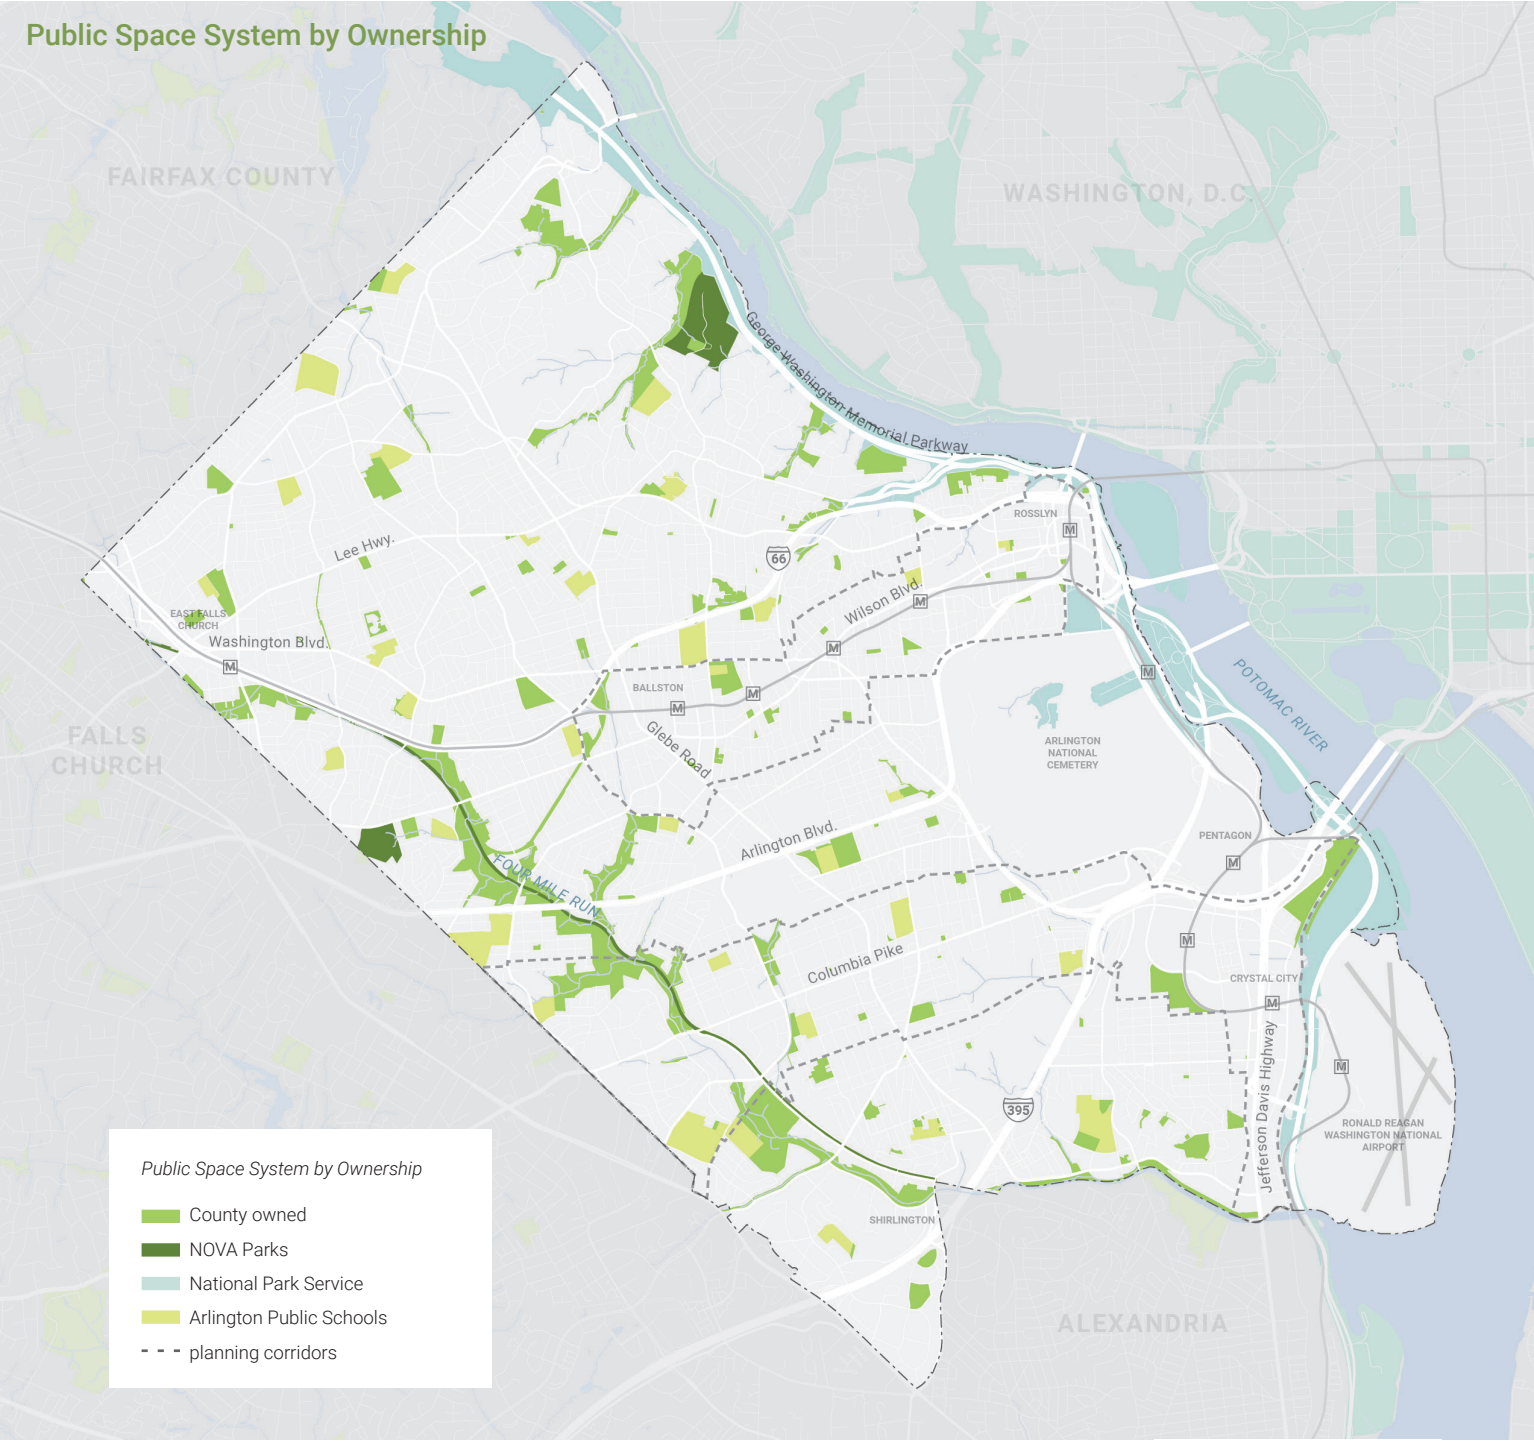 Public Space System by Ownership
FAIRFAX COUNTY
WASHINGTON, D.C.
George Washington Memorial Parkway
ROSSLYN
M
66
Lee Hwy.
Wilson Blvd.
M
EAST FALLS
CHURCH
Washington Blvd.
M
M
M
POTOMAC RIVER
BALLSTON
M
M
Glebe Road
FALLS
CHURCH
ARLINGTON
NATIONAL
CEMETERY
Arlington Blvd.
PENTAGON
M
FOUR MILE RUN
M
Columbia Pike
CRYSTAL CITY
M
Jefferson Davis Highway
M
395
RONALD REAGAN
WASHINGTON NATIONAL
AIRPORT
SHIRLINGTON
ALEXANDRIA
Public Space System by Ownership
County owned
NOVA Parks
National Park Service
Arlington Public Schools
planning corridors